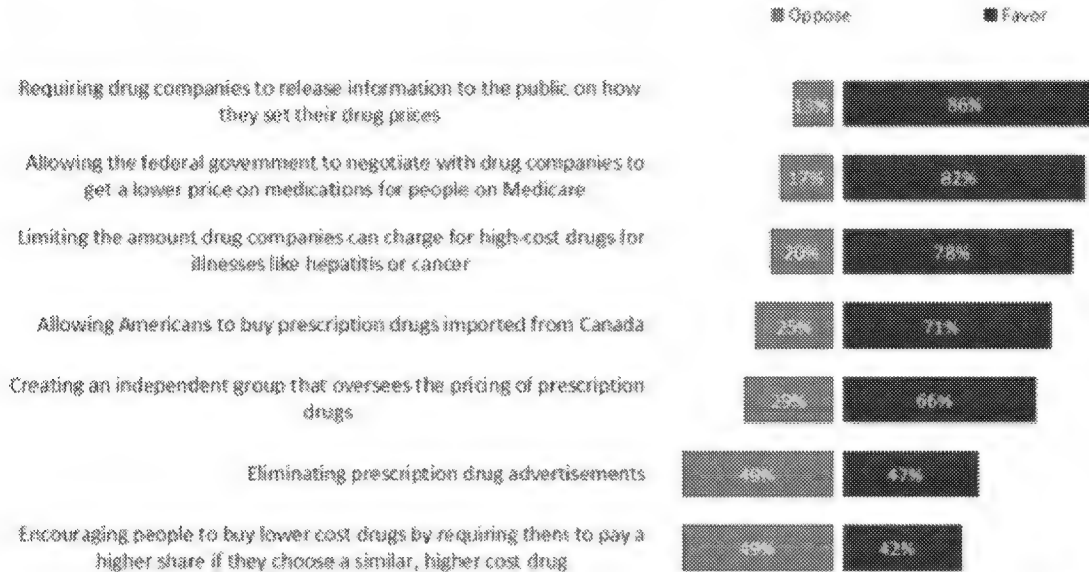 Oppose Favor
Requiring drug companies to release information to the public on how
they set their drug prices
13% 86%
Allowing the federal government to negotiate with drug companies to
get a lower price on medications for people on Medicare
17% 82%
Limiting the amount drug companies can charge for high-cost drugs for
illnesses like hepatitis or cancer
20% 78%
Allowing Americans to buy prescription drugs imported from Canada
25% 71%
Creating an independent group that oversees the pricing of prescription
drugs
29% 66%
Eliminating prescription drug advertisements
47%
Encouraging people to buy lower cost drugs by requiring them to pay a
higher share if they choose a similar, higher cost drug
49% 42%